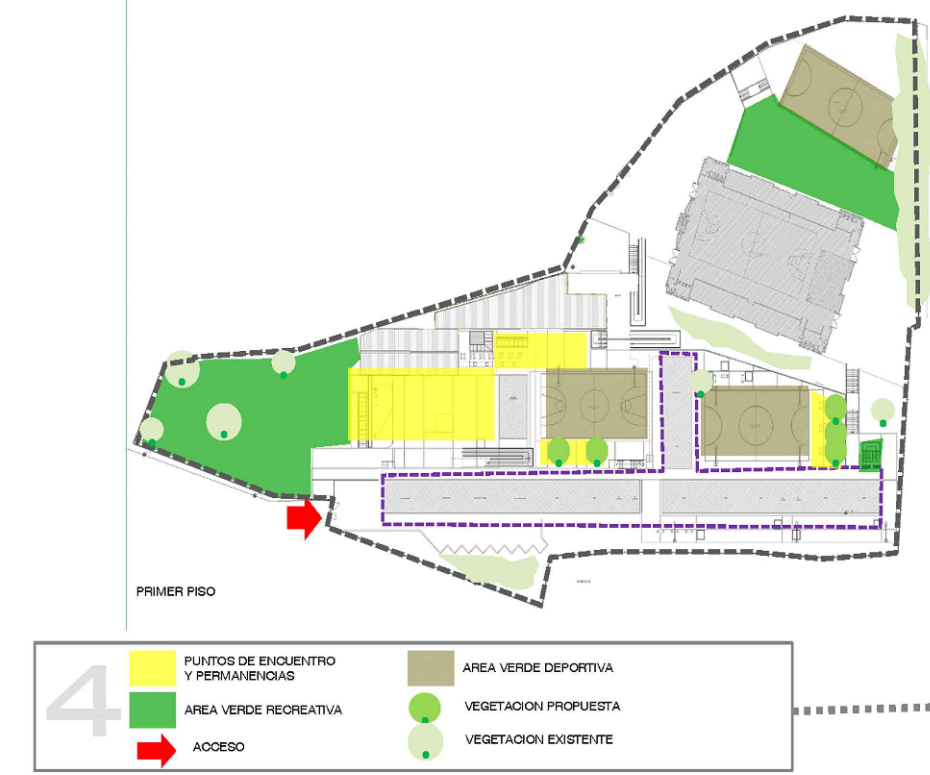 PRIMER PISO
4
PUNTOS DE ENCUENTRO
Y PERMANENCIAS
AREA VERDE RECREATIVA
ACCESO
AREA VERDE DEPORTIVA
VEGETACION PROPUESTA
VEGETACION EXISTENTE